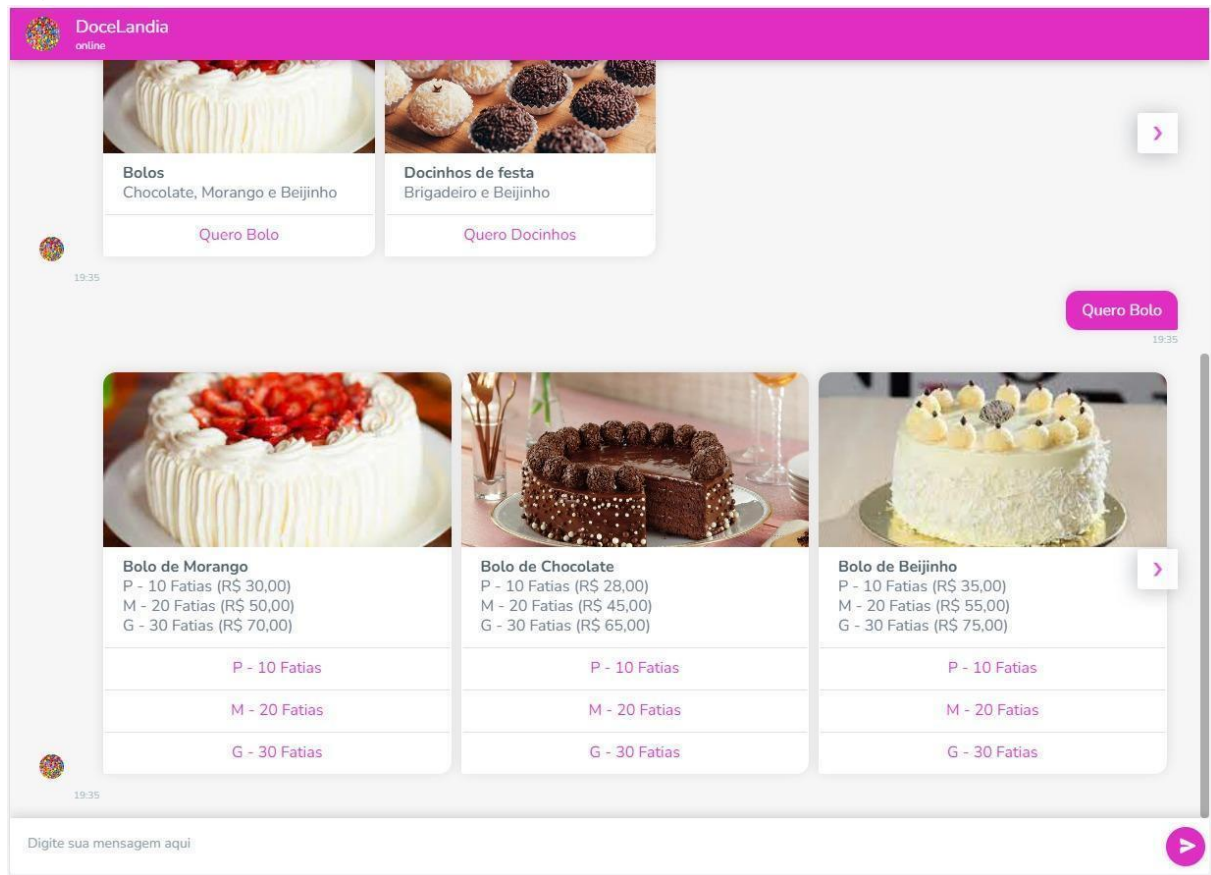 DoceLandia
online
Bolos
Chocolate, Morango e Beijinho
Quero Bolo
Docinhos de festa
Brigadeiro e Beijinho
Quero Docinhos
19:35
Quero Bolo
19:35
Bolo de Morango
P - 10 Fatias (R$ 30,00)
M - 20 Fatias (R$ 50,00)
G - 30 Fatias (R$ 70,00)
P - 10 Fatias
M - 20 Fatias
G - 30 Fatias
Bolo de Chocolate
P - 10 Fatias (R$ 28,00)
M - 20 Fatias (R$ 45,00)
G - 30 Fatias (R$ 65,00)
P - 10 Fatias
M - 20 Fatias
G - 30 Fatias
Bolo de Beijinho
P - 10 Fatias (R$ 35,00)
M - 20 Fatias (R$ 55,00)
G - 30 Fatias (R$ 75,00)
P - 10 Fatias
M - 20 Fatias
G - 30 Fatias
19:35
Digite sua mensagem aqui